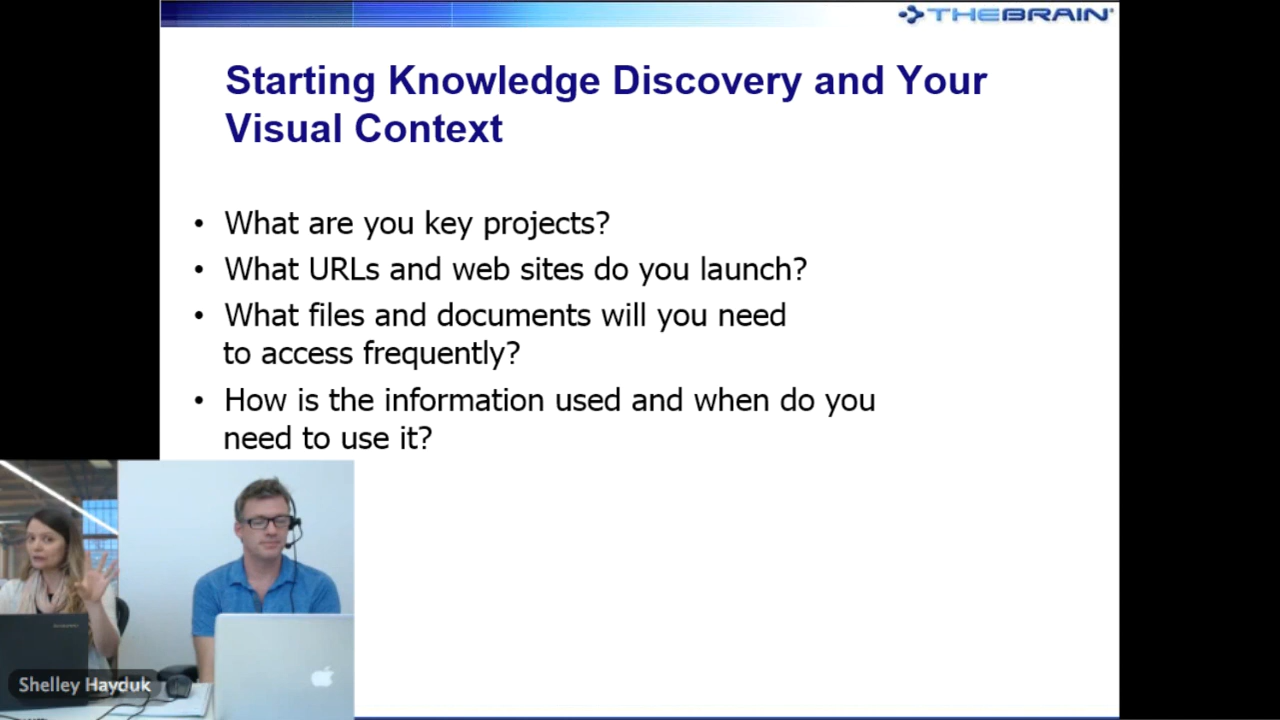 THEBRAIN
Starting Knowledge Discovery and Your
Visual Context
• What are you key projects?
• What URLs and web sites do you launch?
• What files and documents will you need
to access frequently?
• How is the information used and when do you
need to use it?
Shelley Hayduk